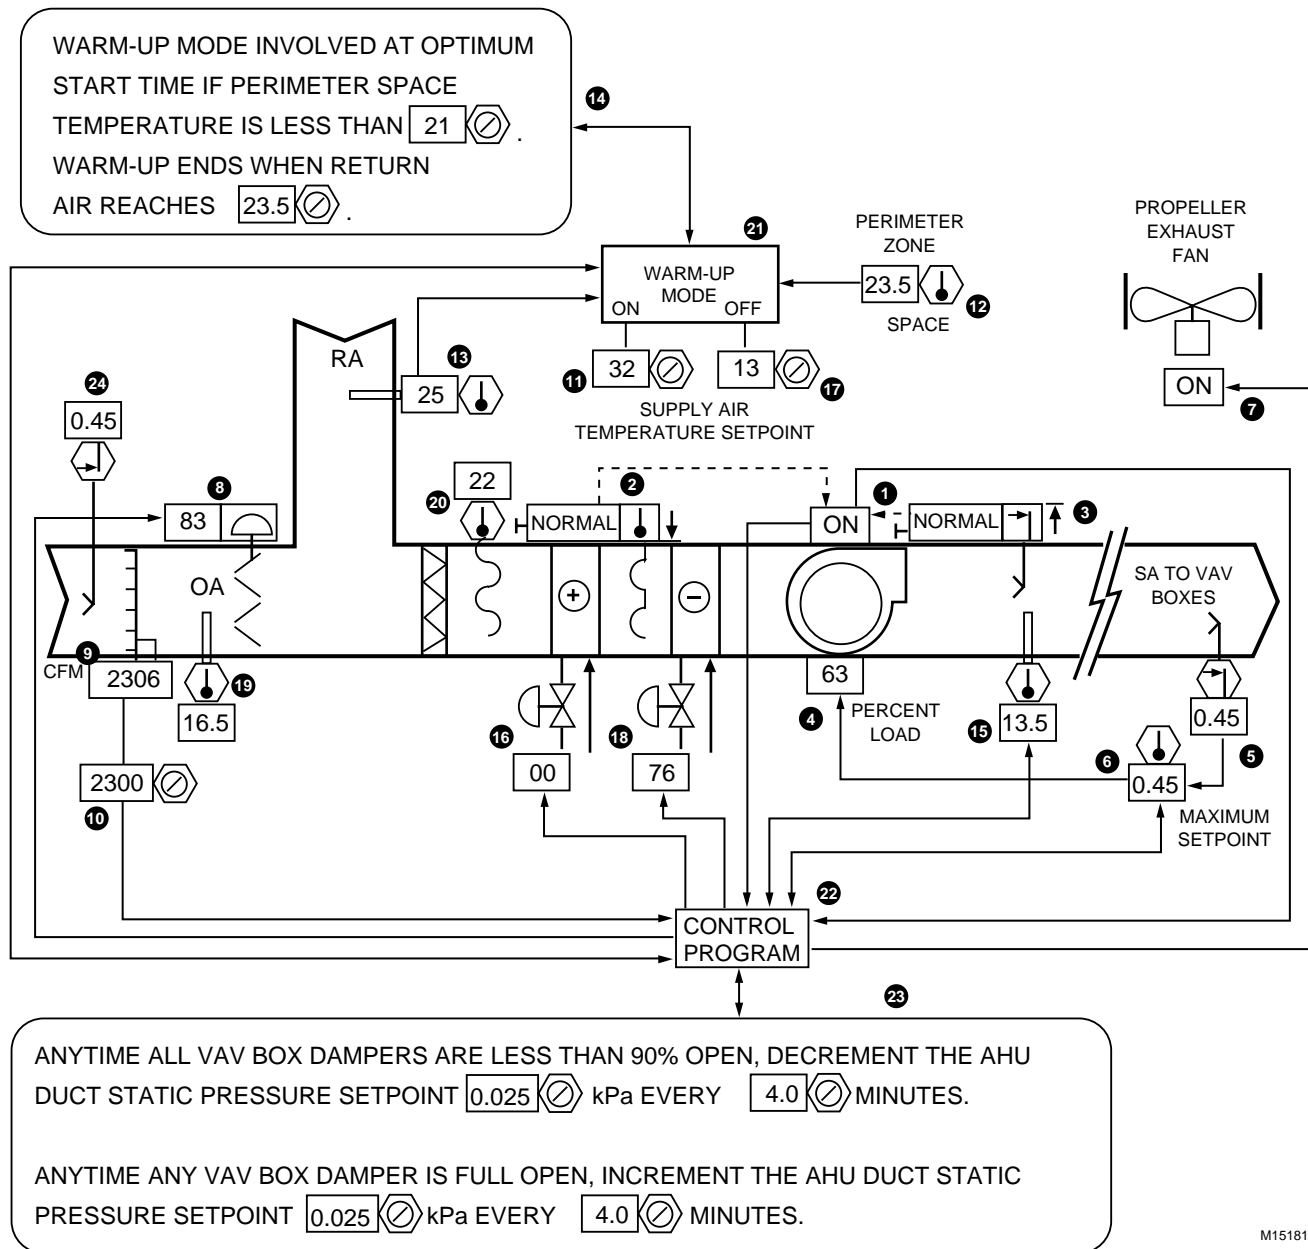 WARM-UP MODE INVOLVED AT OPTIMUM
START TIME IF PERIMETER SPACE
TEMPERATURE IS LESS THAN 21 .
WARM-UP ENDS WHEN RETURN
AIR REACHES 23.5 .
14
21
WARM-UP
MODE
ON OFF
PERIMETER
ZONE
23.5
SPACE
12
PROPELLER
EXHAUST
FAN
ON
7
RA
13
25
11
32
13
17
SUPPLY AIR
TEMPERATURE SETPOINT
24
0.45
8
83
20
22
2
NORMAL
1
ON
NORMAL
3
OA
+
−
SA TO VAV
BOXES
9
CFM
2306
19
16.5
63
4
PERCENT
LOAD
15
13.5
0.45
5
6
0.45
MAXIMUM
SETPOINT
16
00
18
76
2300
10
22
CONTROL
PROGRAM
23
ANYTIME ALL VAV BOX DAMPERS ARE LESS THAN 90% OPEN, DECREMENT THE AHU
DUCT STATIC PRESSURE SETPOINT 0.025 kPa EVERY 4.0 MINUTES.
ANYTIME ANY VAV BOX DAMPER IS FULL OPEN, INCREMENT THE AHU DUCT STATIC
PRESSURE SETPOINT 0.025 kPa EVERY 4.0 MINUTES.
M15181